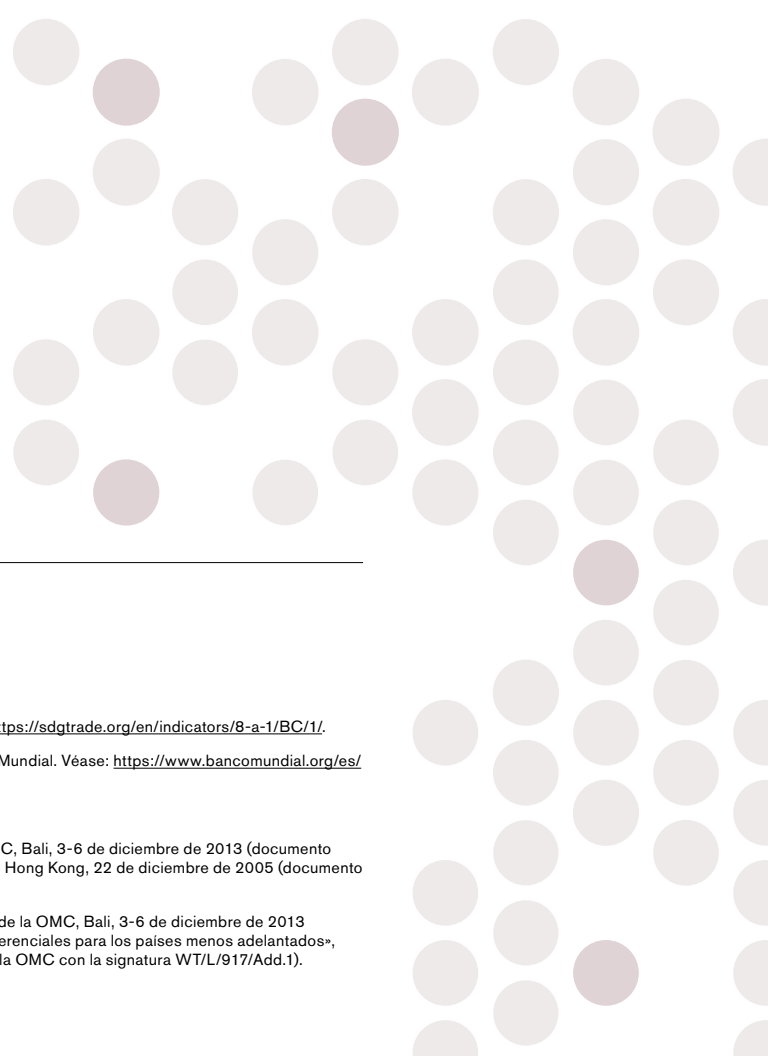 ttps://sdgtrade.org/en/indicators/8-a-1/BC/1/.
Mundial. Véase: https://www.bancomundial.org/es/
C, Bali, 3-6 de diciembre de 2013 (documento
Hong Kong, 22 de diciembre de 2005 (documento
de la OMC, Bali, 3-6 de diciembre de 2013
erenciales para los países menos adelantados»,
la OMC con la signatura WT/L/917/Add.1).